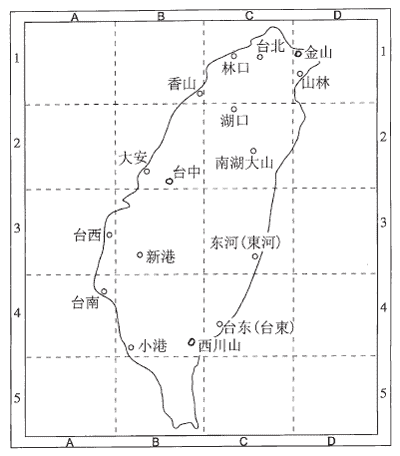 A B C D
1 台北 金山 1
林口
山林
香山
湖口
2 大安 台中 南湖大山 2
台西 3
3 新港 东河(東河)
台南
4 台东(台東) 4
小港 西川山
5 5
A B C D